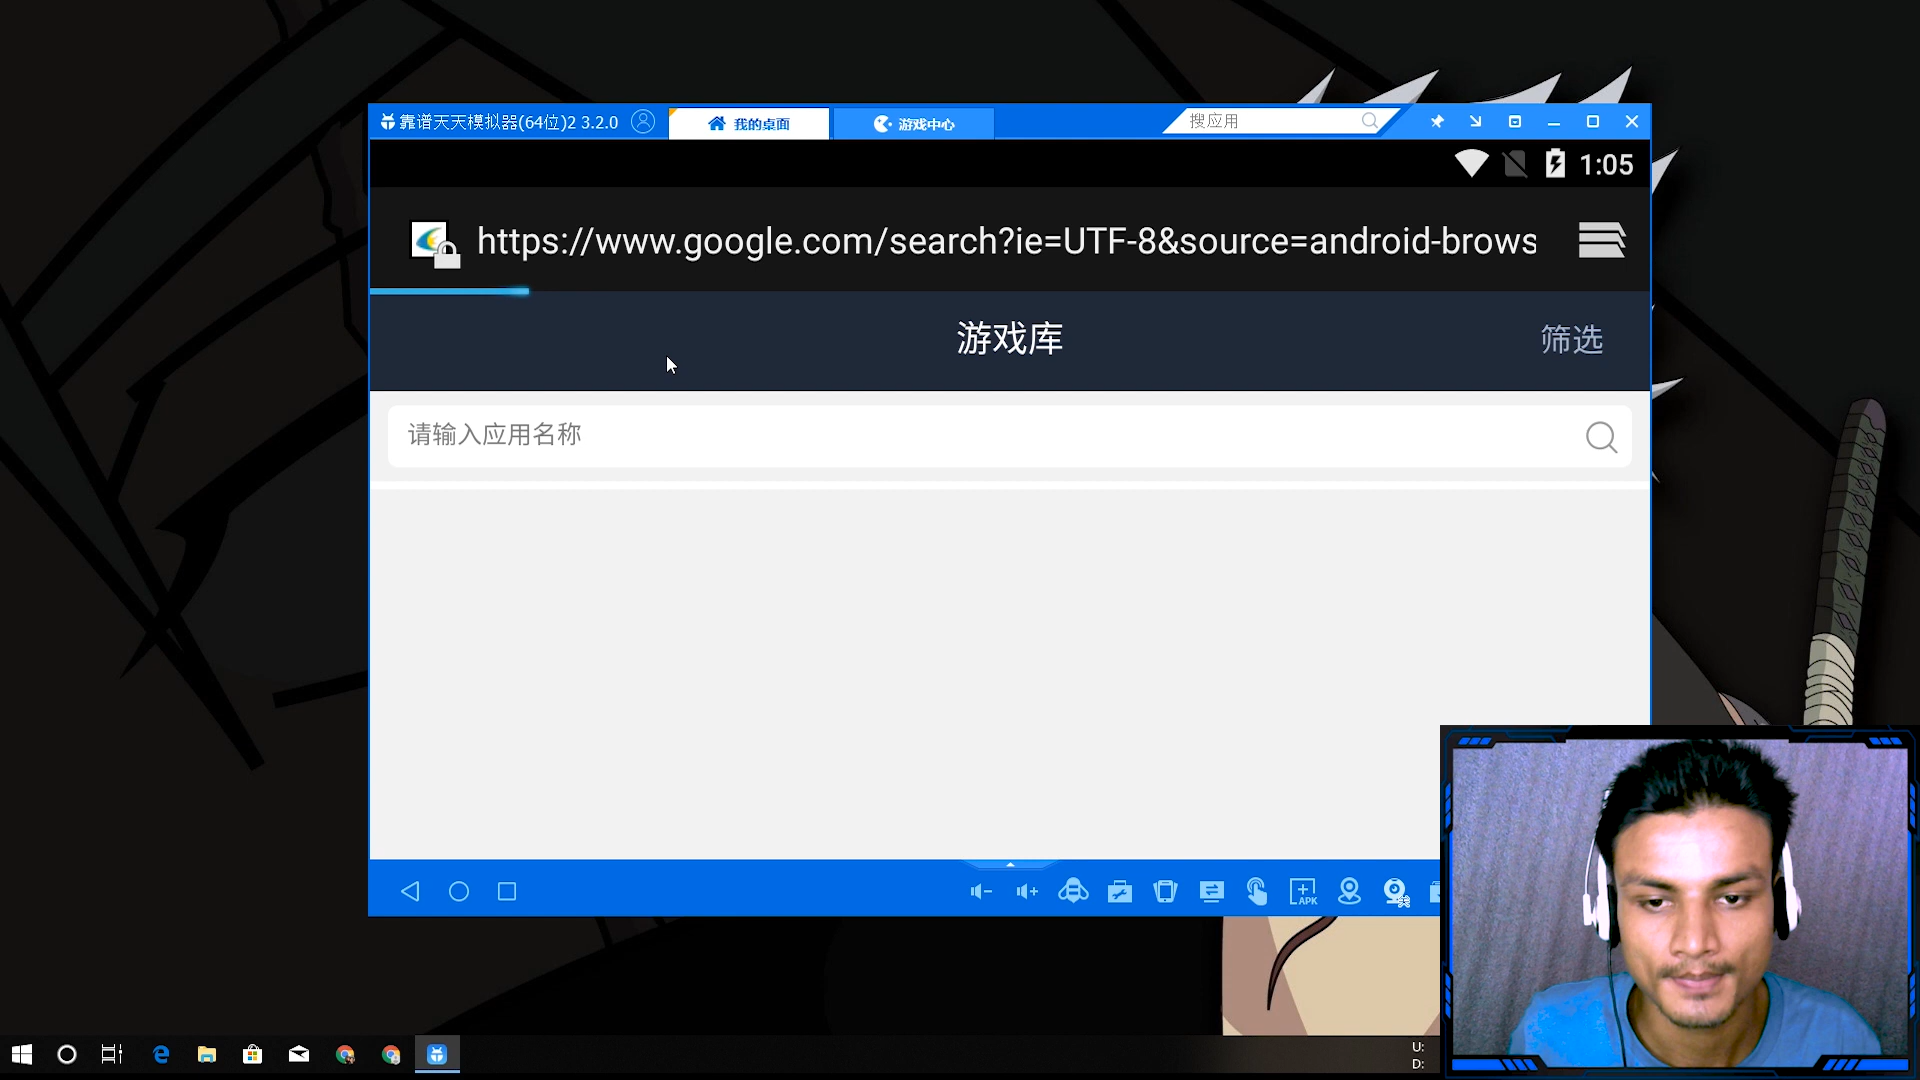 靠谱天天模拟器(64位)2 3.2.0
我的桌面
游戏中心
搜应用
1:05
https://www.google.com/search?ie=UTF-8&source=android-brows
游戏库
筛选
请输入应用名称
APK
U:
D: